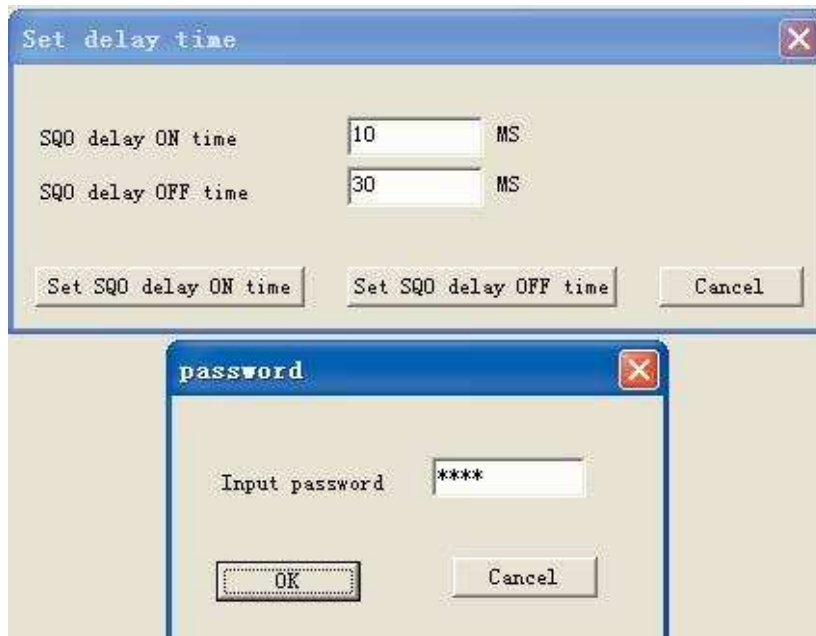 Set delay time
SQO delay ON time 10 MS
SQO delay OFF time 30 MS
Set SQO delay ON time Set SQO delay OFF time Cancel
password
Input password ****
OK Cancel